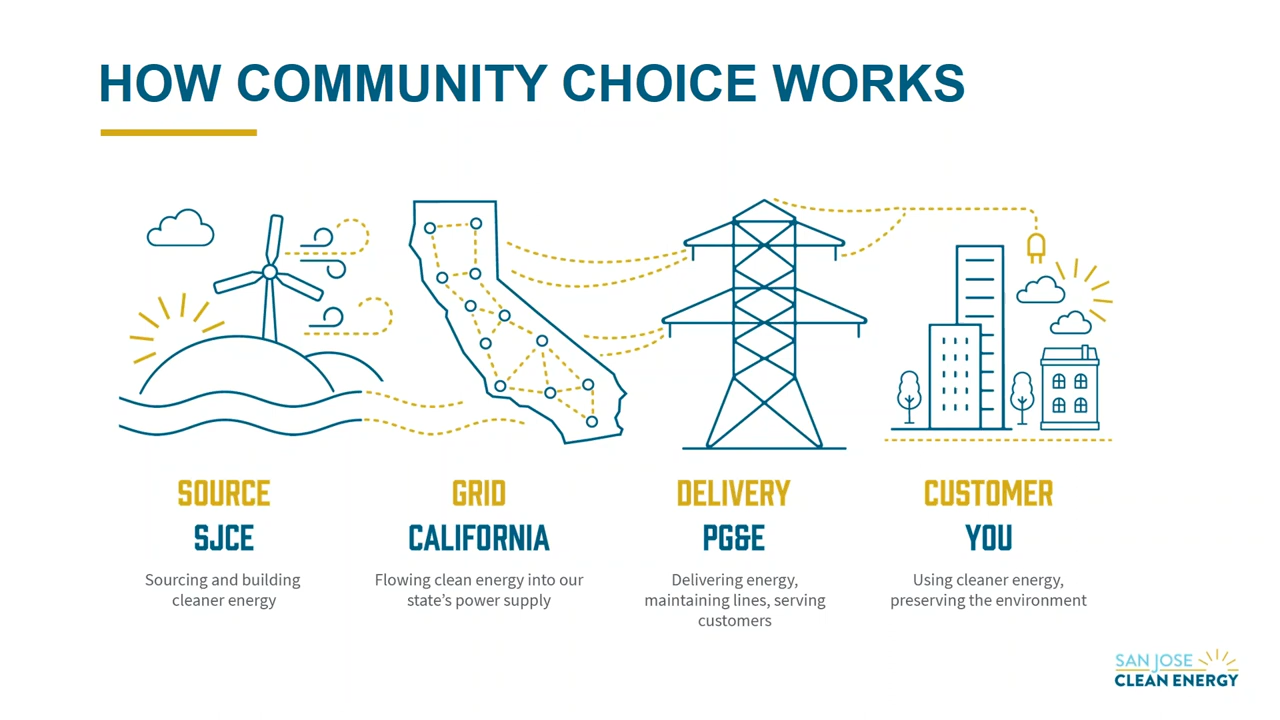 HOW COMMUNITY CHOICE WORKS
SOURCE
SJCE
Sourcing and building
cleaner energy
GRID
CALIFORNIA
Flowing clean energy into our
state's power supply
DELIVERY
PG&E
Delivering energy,
maintaining lines, serving
customers
CUSTOMER
YOU
Using cleaner energy,
preserving the environment
SAN JOSE
CLEAN ENERGY